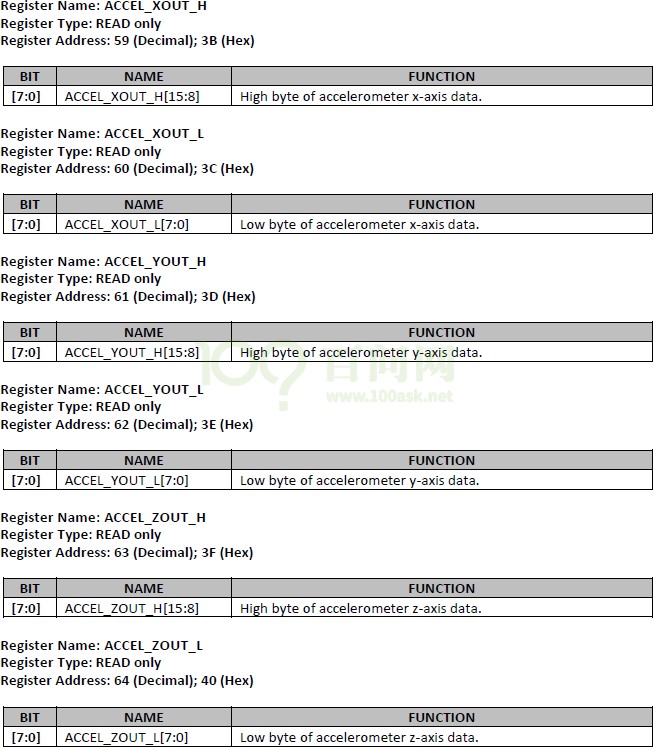 Register Name: ACCEL_XOUT_H
Register Type: READ only
Register Address: 59 (Decimal); 3B (Hex)
BIT NAME FUNCTION
[7:0] ACCEL_XOUT_H[15:8] High byte of accelerometer x-axis data.
Register Name: ACCEL_XOUT_L
Register Type: READ only
Register Address: 60 (Decimal); 3C (Hex)
BIT NAME FUNCTION
[7:0] ACCEL_XOUT_L[7:0] Low byte of accelerometer x-axis data.
Register Name: ACCEL_YOUT_H
Register Type: READ only
Register Address: 61 (Decimal); 3D (Hex)
BIT NAME FUNCTION
[7:0] ACCEL_YOUT_H[15:8] High byte of accelerometer y-axis data.
100 百问网
www.100ask.net
Register Name: ACCEL_YOUT_L
Register Type: READ only
Register Address: 62 (Decimal); 3E (Hex)
BIT NAME FUNCTION
[7:0] ACCEL_YOUT_L[7:0] Low byte of accelerometer y-axis data.
Register Name: ACCEL_ZOUT_H
Register Type: READ only
Register Address: 63 (Decimal); 3F (Hex)
BIT NAME FUNCTION
[7:0] ACCEL_ZOUT_H[15:8] High byte of accelerometer z-axis data.
Register Name: ACCEL_ZOUT_L
Register Type: READ only
Register Address: 64 (Decimal); 40 (Hex)
BIT NAME FUNCTION
[7:0] ACCEL_ZOUT_L[7:0] Low byte of accelerometer z-axis data.